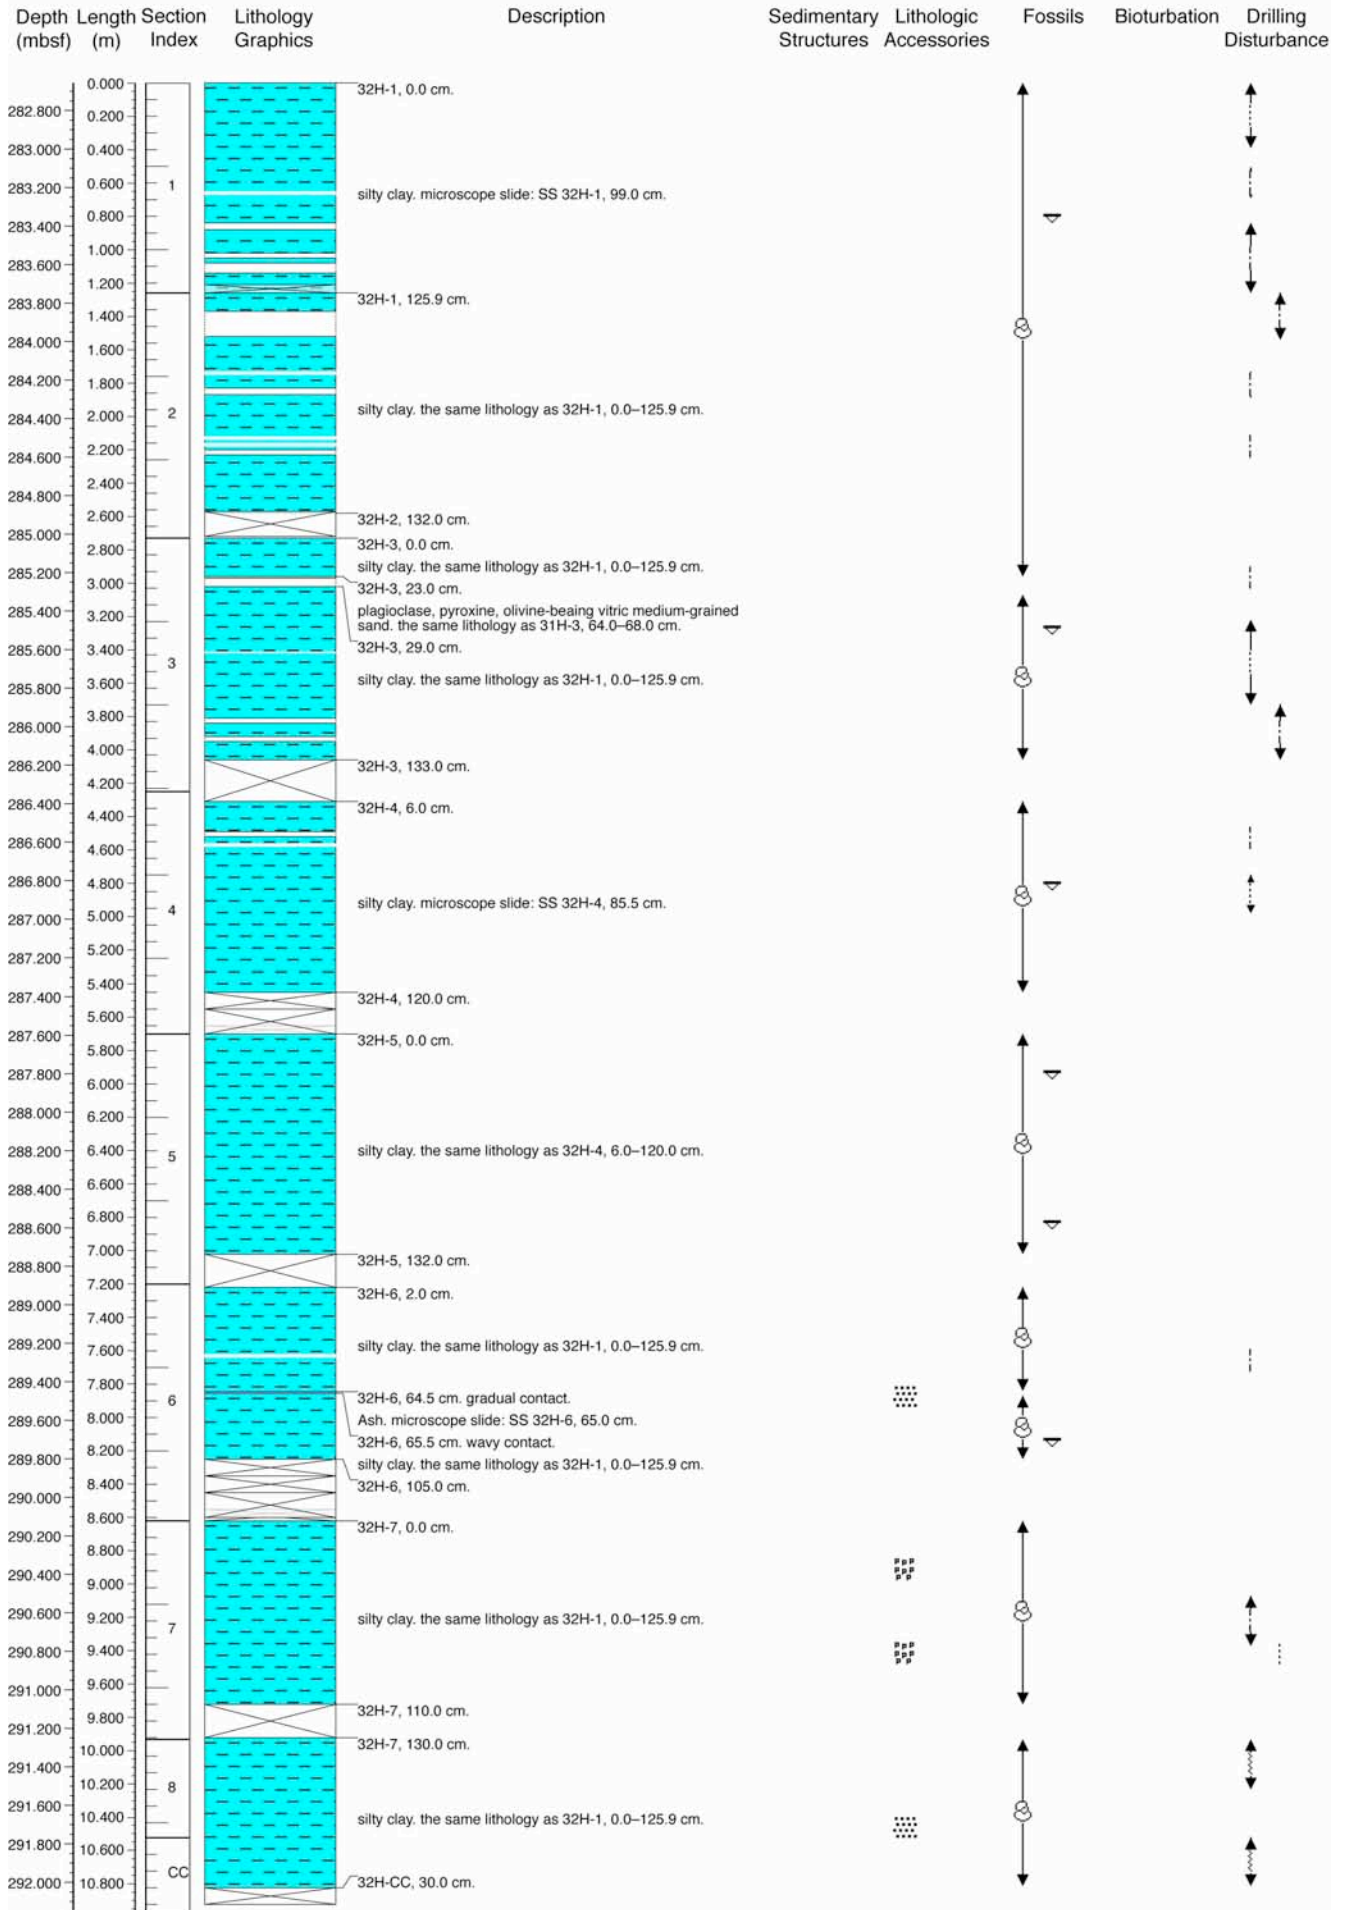 Depth Length Section Lithology Description Sedimentary Lithologic Fossils Bioturbation Drilling
(mbsf) (m) Index Graphics Structures Accessories Disturbance
0.000 32H-1, 0.0 cm.
282.800
0.200
283.000 0.400
283.200 0.600 1 silty clay. microscope slide: SS 32H-1, 99.0 cm.
0.800
283.400
1.000
283.600
1.200
283.800 32H-1, 125.9 cm.
1.400
284.000
1.600
284.200
1.800
284.400 2.000 2 silty clay. the same lithology as 32H-1, 0.0–125.9 cm.
2.200
284.600
2.400
284.800
2.600 32H-2, 132.0 cm.
285.000
2.800 32H-3, 0.0 cm.
285.200 silty clay. the same lithology as 32H-1, 0.0–125.9 cm.
3.000 32H-3, 23.0 cm.
285.400 plagioclase, pyroxine, olivine-beaing vitric medium-grained
3.200 sand. the same lithology as 31H-3, 64.0–68.0 cm.
285.600 3.400 32H-3, 29.0 cm.
3
285.800 3.600 silty clay. the same lithology as 32H-1, 0.0–125.9 cm.
3.800
286.000
4.000
286.200 32H-3, 133.0 cm.
4.200
286.400 32H-4, 6.0 cm.
4.400
286.600
4.600
286.800 4.800
4 silty clay. microscope slide: SS 32H-4, 85.5 cm.
287.000 5.000
287.200 5.200
5.400
287.400 32H-4, 120.0 cm.
5.600
287.600 32H-5, 0.0 cm.
5.800
287.800
6.000
288.000
6.200
288.200 6.400 5 silty clay. the same lithology as 32H-4, 6.0–120.0 cm.
288.400 6.600
6.800
288.600
7.000 32H-5, 132.0 cm.
288.800
7.200 32H-6, 2.0 cm.
289.000
7.400
289.200 7.600 silty clay. the same lithology as 32H-1, 0.0–125.9 cm.
289.400 7.800
6 32H-6, 64.5 cm. gradual contact.
289.600 8.000 Ash. microscope slide: SS 32H-6, 65.0 cm.
8.200 32H-6, 65.5 cm. wavy contact.
289.800 silty clay. the same lithology as 32H-1, 0.0–125.9 cm.
8.400 32H-6, 105.0 cm.
290.000
8.600 32H-7, 0.0 cm.
290.200
8.800
290.400
9.000
290.600 9.200 7 silty clay. the same lithology as 32H-1, 0.0–125.9 cm.
290.800 9.400
9.600
291.000
9.800 32H-7, 110.0 cm.
291.200
10.000 32H-7, 130.0 cm.
291.400
10.200 8
291.600
10.400 silty clay. the same lithology as 32H-1, 0.0–125.9 cm.
291.800 10.600
CC
292.000 10.800 32H-CC, 30.0 cm.